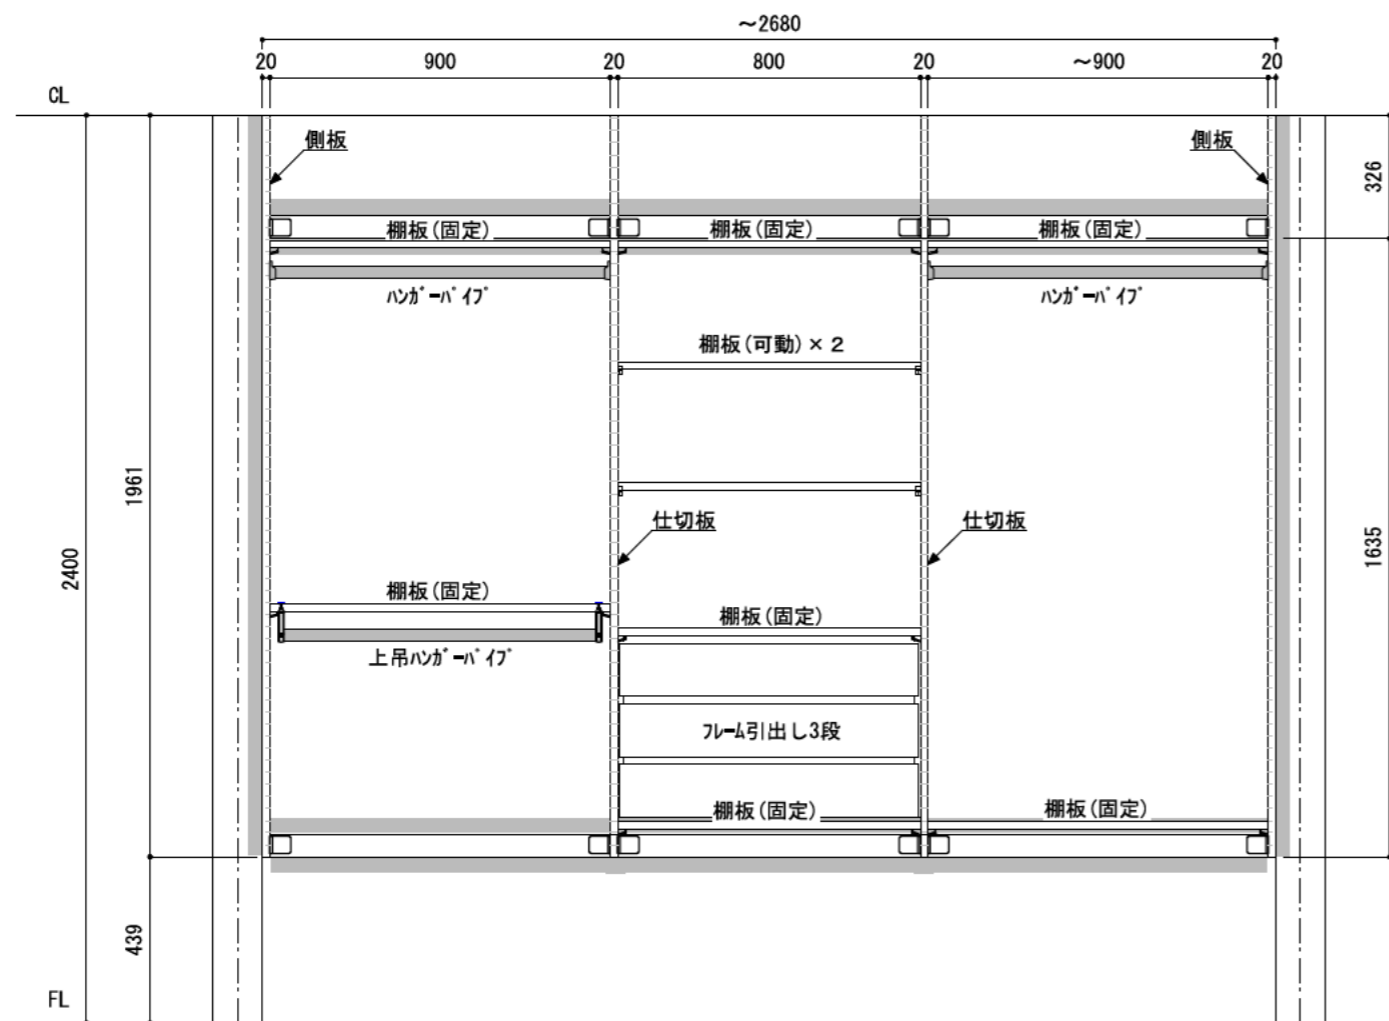 ～2680
20 900 20 800 20 ～900 20
CL
側板 側板
326
棚板(固定) 棚板(固定) 棚板(固定)
ﾊﾝｶﾞｰﾊﾟｲﾌﾟ ﾊﾝｶﾞｰﾊﾟｲﾌﾟ
棚板(可動)×２
1961
仕切板 仕切板
2400
1635
棚板(固定)
棚板(固定)
上吊ﾊﾝｶﾞｰﾊﾟｲﾌﾟ
ﾌﾚｰﾑ引出し3段
棚板(固定) 棚板(固定)
439
FL